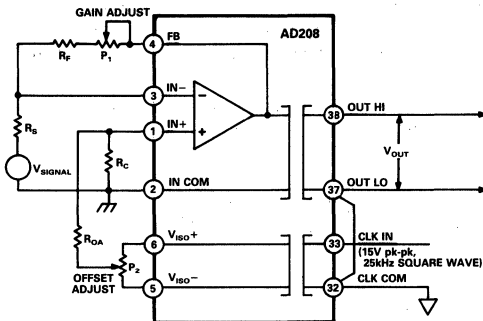 GAIN ADJUST
AD208
RF
P1
4
FB
3
IN–
–
38
OUT HI
RS
1
IN+
+
VOUT
VSIGNAL
RC
2
IN COM
37
OUT LO
ROA
6
VISO+
33
CLK IN
(15V pk-pk,
25kHz SQUARE WAVE)
P2
OFFSET
ADJUST
5
VISO–
32
CLK COM